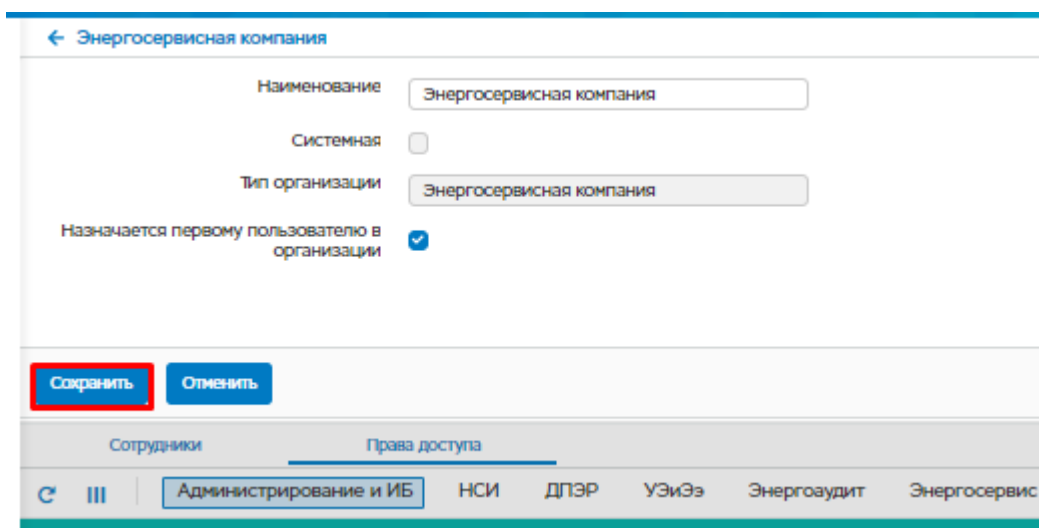 Энергосервисная компания
Наименование Энергосервисная компания
Системная
Тип организации Энергосервисная компания
Назначается первому пользователю в
организации
Сохранить Отменить
Сотрудники Права доступа
Администрирование и ИБ НСИ ДПЭР УЭиЭэ Энергоаудит Энергосервис